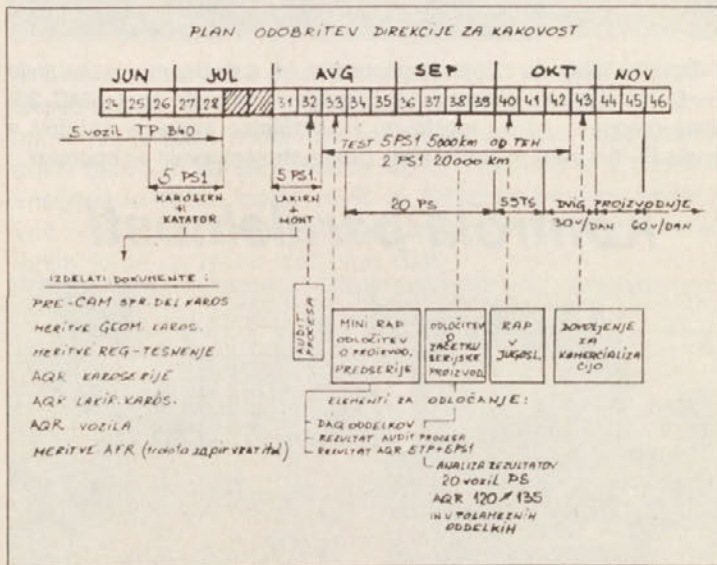 PLAN ODOBRITEV DIREKCIJE ZA KAKOVOST
JUN JUL AVG SEP OKT NOV.
24 25 26 27 28 31 32 33 34 35 36 37 38 39 40 41 42 43 44 45 46
5 VOZIL TP B40
TEST 5PS1 5000km OD TEH
2 PS1 20000 km
5 PS1
KAROSERN
+
KATAFOR
5 PS1.
LAKIRN
+
MONT
20 PS
DVIG PROIZVODNJE
30 V/DAN 60 V/DAN
IZDELATI DOKUMENTE :
PRE-CAM SPR. DEL KAROS
MERITVE GEOM. KAROS.
MERITVE REG-TESNENJE
AQR KAROSERIJE
AQR LAKIR. KAROS.
AQR VOZILA
MERITVE AFR
AUDIT
PROCESA
MINI RAP
ODLOČITEV
O PROIZVOD.
PREDSERIJE
ODLOČITEV
O
ZAČETKU
SERIJSKE
PROIZVOD.
RAP
V
JUGOSL.
DOVOLJENJE
ZA
KOMERCIALIZA
CIJO
ELEMENTI ZA ODLOČANJE :
DAQ ODDELKOV
REZULTAT AUDIT PROCESA
REZULTAT AQR 5TP+5PS1
ANALIZA REZULTATOV
20 VOZIL PS
AQR 120 135
IN V POSAMEZNIH
ODDELKIH